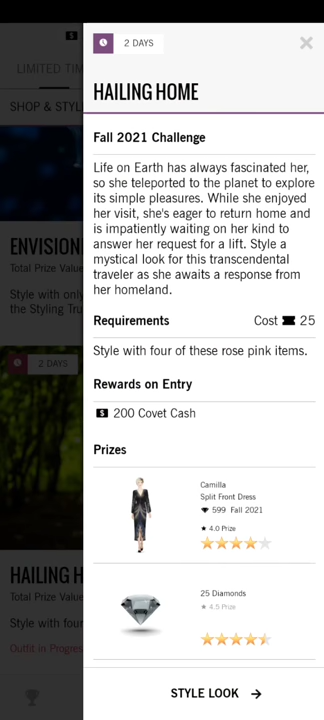 2 DAYS
LIMITED TIM
SHOP & STYL
HAILING HOME
Fall 2021 Challenge
Life on Earth has always fascinated her,
so she teleported to the planet to explore
its simple pleasures. While she enjoyed
her visit, she's eager to return home and
is impatiently waiting on her kind to
answer her request for a lift. Style a
mystical look for this transcendental
traveler as she awaits a response from
her homeland.
Requirements
Cost 25
Style with four of these rose pink items.
Rewards on Entry
200 Covet Cash
Prizes
Camilla
Split Front Dress
599 Fall 2021
★ 4.0 Prize
25 Diamonds
★ 4.5 Prize
STYLE LOOK →
ENVISION
Total Prize Value
Style with only
the Styling Tru
2 DAYS
HAILING H
Total Prize Value
Style with four
Outfit in Progres